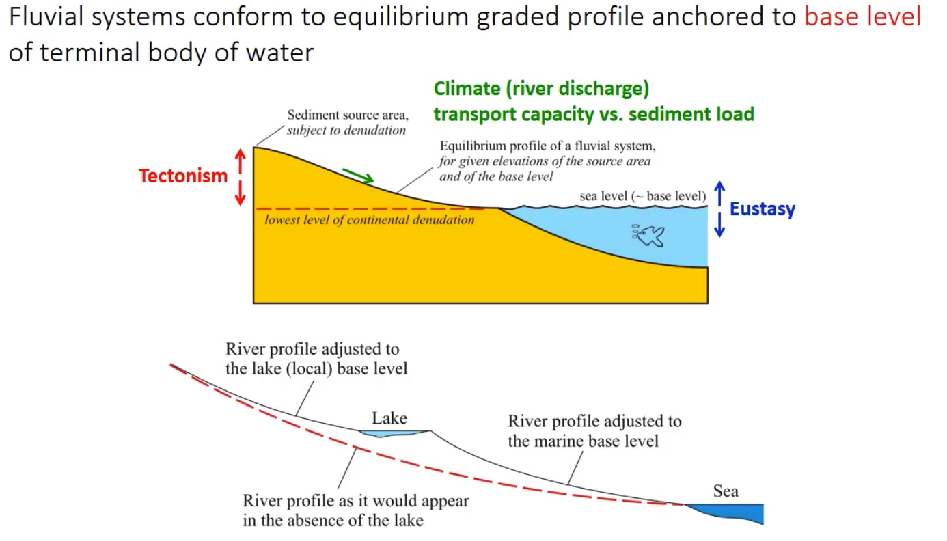 Fluvial systems conform to equilibrium graded profile anchored to base level
of terminal body of water
Climate (river discharge)
transport capacity vs. sediment load
Sediment source area,
subject to denudation
Equilibrium profile of a fluvial system,
for given elevations of the source area
and of the base level
Tectonism
sea level (~ base level)
Eustasy
lowest level of continental denudation
River profile adjusted to
the lake (local) base level
Lake
River profile adjusted to
the marine base level
Sea
River profile as it would appear
in the absence of the lake